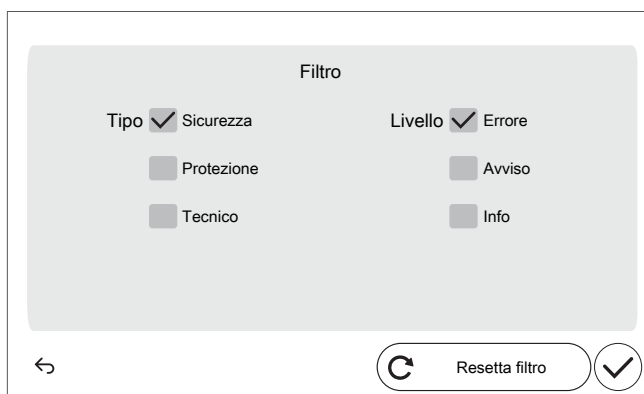 Filtro
Tipo Sicurezza Livello Errore
Protezione Avviso
Tecnico Info
Resetta filtro